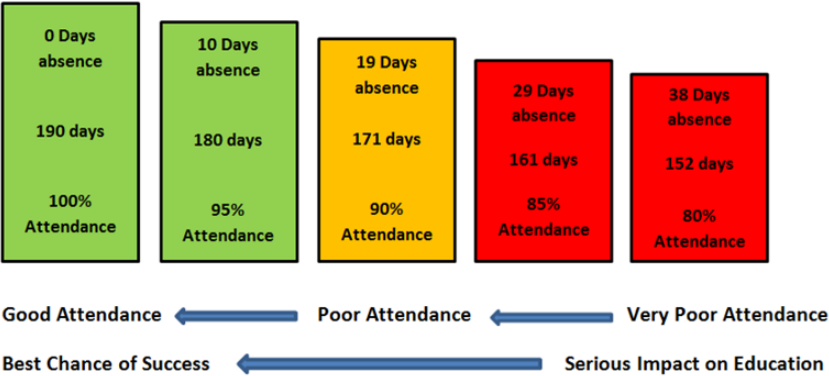 0 Days
absence
190 days
100%
Attendance
10 Days
absence
180 days
95%
Attendance
19 Days
absence
171 days
90%
Attendance
29 Days
absence
161 days
85%
Attendance
38 Days
absence
152 days
80%
Attendance
Good Attendance Poor Attendance Very Poor Attendance
Best Chance of Success Serious Impact on Education